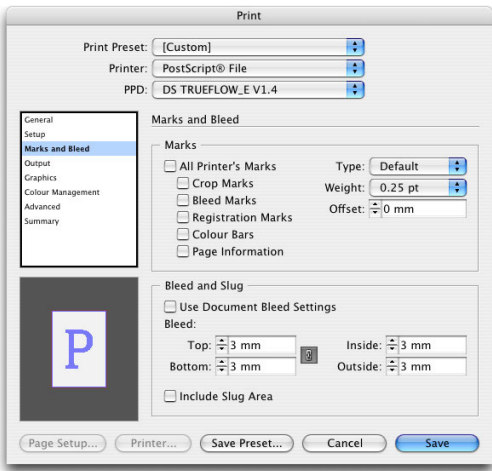 Print
Print Preset: [Custom]
Printer: PostScript® File
PPD: DS TRUEFLOW_E V1.4
General
Setup
Marks and Bleed
Output
Graphics
Colour Management
Advanced
Summary
Marks and Bleed
Marks
All Printer's Marks
Crop Marks
Bleed Marks
Registration Marks
Colour Bars
Page Information
Type: Default
Weight: 0.25 pt
Offset: 0 mm
Bleed and Slug
Use Document Bleed Settings
Bleed:
Top: 3 mm
Bottom: 3 mm
Inside: 3 mm
Outside: 3 mm
Include Slug Area
P
Page Setup... Printer... Save Preset... Cancel Save